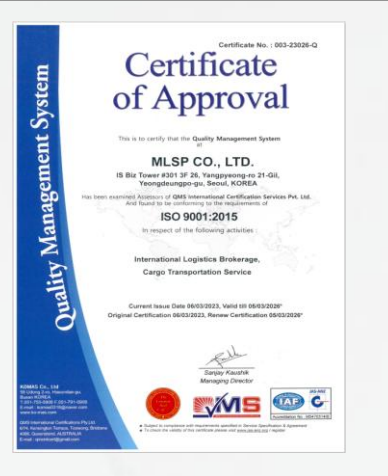 Certificate No. : 003-23026-Q
Certificate
of Approval
Quality Management System
This is to certify that the Quality Management System
at
MLSP CO., LTD.
IS Biz Tower #301 3F 26, Yangpyeong-ro 21-Gil,
Yeongdeungpo-gu, Seoul, KOREA
Has been examined Assessors of QMS International Certification Services Pvt. Ltd.
And found to be conforming to the requirements of
ISO 9001:2015
In respect of the following activities
International Logistics Brokerage,
Cargo Transportation Service
Current Issue Date 06/03/2023, Valid till 05/03/2026*
Original Certification 06/03/2023, Renew Certification 05/03/2026*
Sanjay Kaushik
Managing Director
KOMAS Co., Ltd
IAF